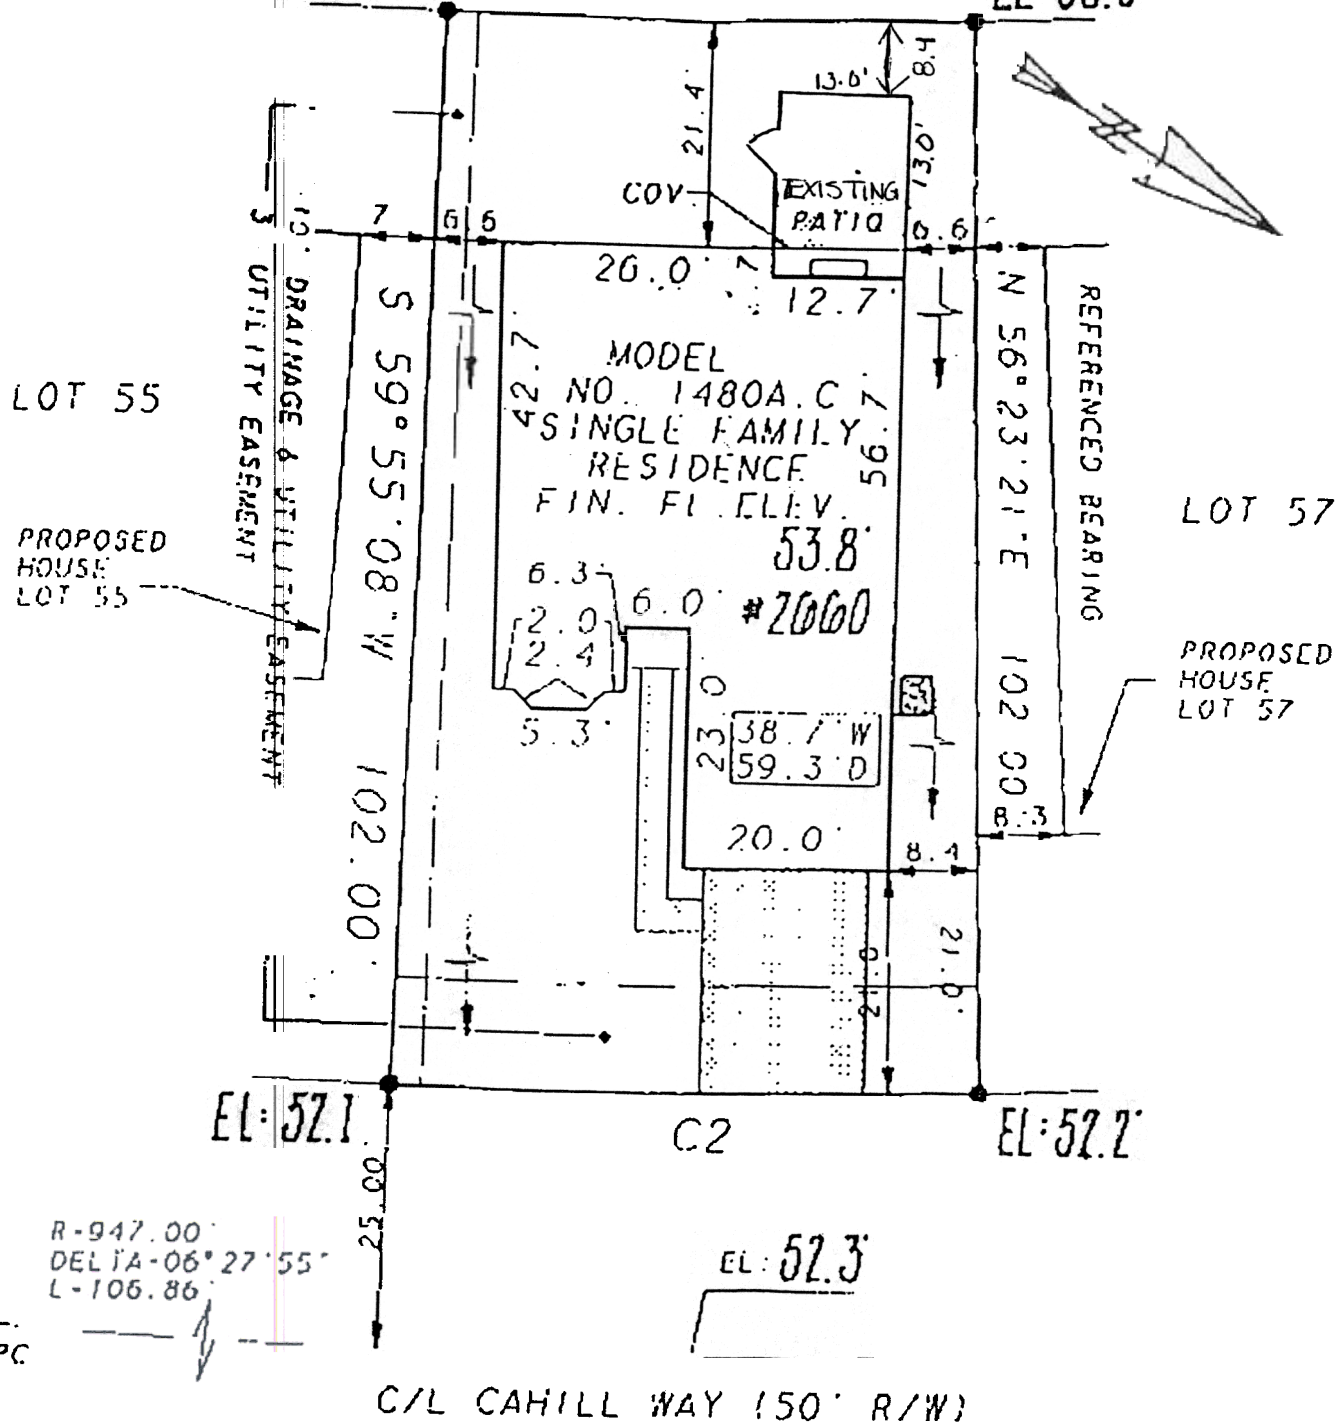 8.4
13.0'
21.4'
13.0'
COV
EXISTING
PATIO
7
6 6
6
10' DRAINAGE & UTILITY EASEMENT
UTILITY EASEMENT
20.0'
12.7'
S 59°55'08"W 102.00'
42.7'
MODEL
NO. 1480A.C
SINGLE FAMILY
RESIDENCE
FIN. FL. ELEV.
53.8'
#2660
56.7'
N 56°23'21"E 102.00'
REFERENCED BEARING
LOT 55
LOT 57
PROPOSED
HOUSE
LOT 55
PROPOSED
HOUSE
LOT 57
6.3'
6.0'
2.0
2.4
5.3'
23.0
38.7'W
59.3'D
20.0'
8.4
8.3
21.0
21.0'
EL: 52.1
C2
EL: 52.2'
25.00'
R-947.00'
DELTA-06°27'55"
L-106.86'
EL: 52.3'
C/L CAHILL WAY (50' R/W)